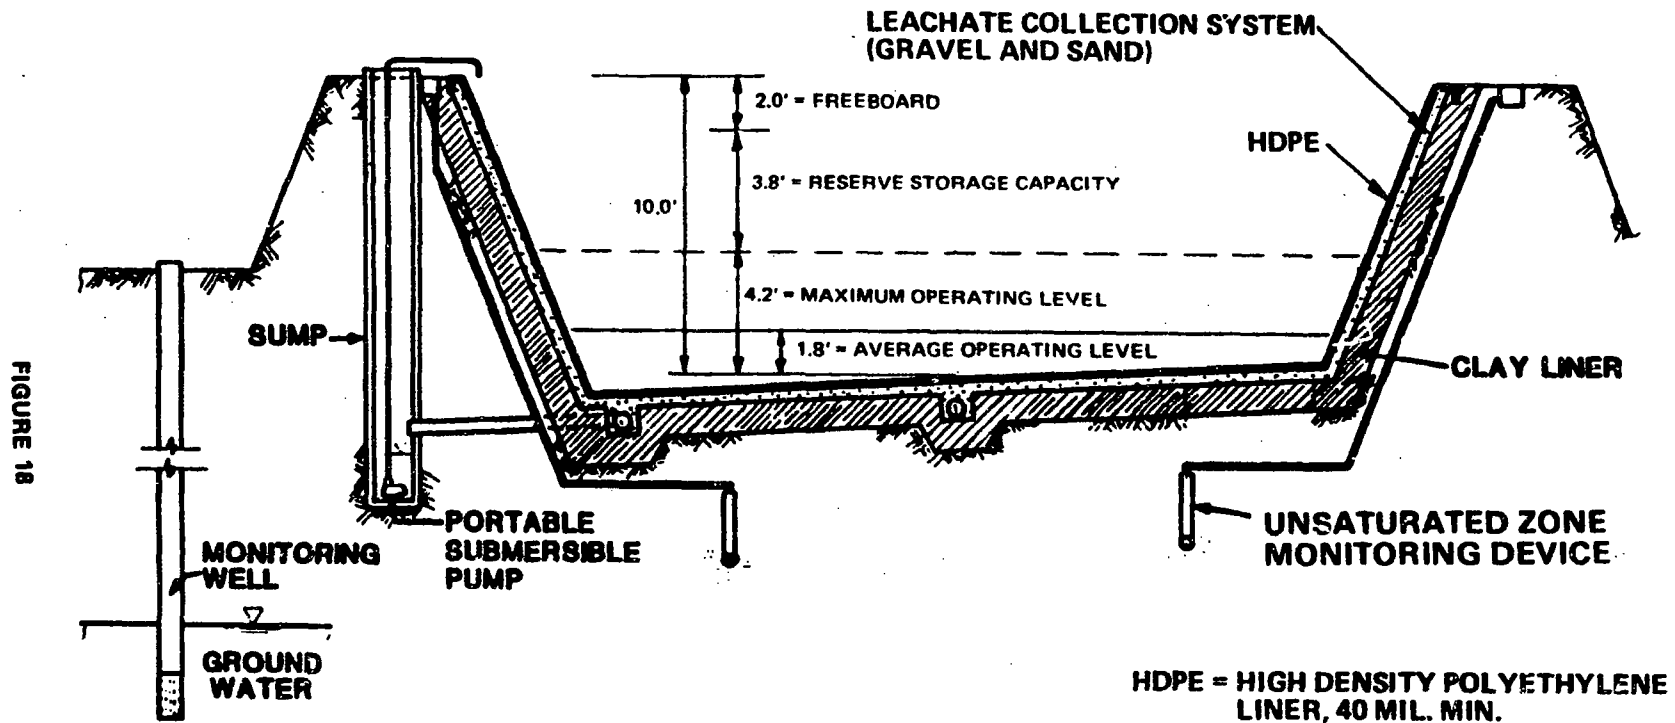 LEACHATE COLLECTION SYSTEM
(GRAVEL AND SAND)
2.0' = FREEBOARD
HDPE
3.8' = RESERVE STORAGE CAPACITY
10.0'
4.2' = MAXIMUM OPERATING LEVEL
SUMP
1.8' = AVERAGE OPERATING LEVEL
CLAY LINER
FIGURE 18
PORTABLE
SUBMERSIBLE
PUMP
UNSATURATED ZONE
MONITORING DEVICE
MONITORING
WELL
GROUND
WATER
HDPE = HIGH DENSITY POLYETHYLENE
LINER, 40 MIL. MIN.